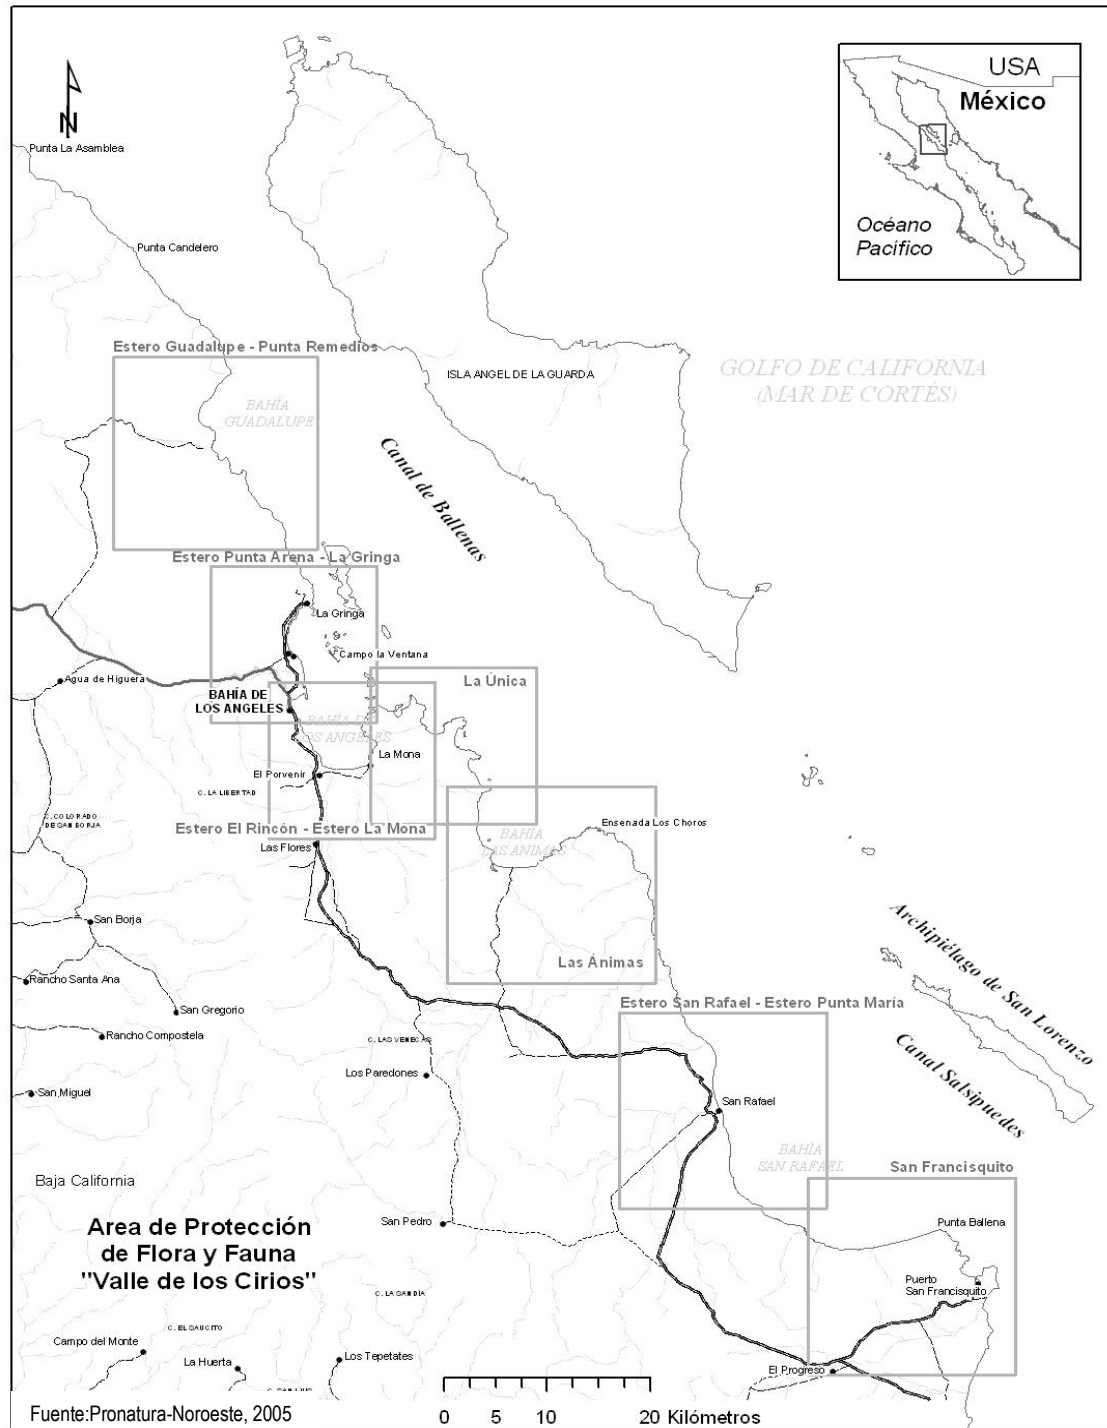 N
USA
México
Océano
Pacífico
Punta La Asamblea
Punta Candelero
Estero Guadalupe - Punta Remedios
BAHÍA
GUADALUPE
ISLA ANGEL DE LA GUARDA
GOLFO DE CALIFORNIA
(MAR DE CORTÉS)
Canal de Ballenas
Estero Punta Arena - La Gringa
La Gringa
Campo la Ventana
Agua de Higuera
BAHÍA DE
LOS ANGELES
La Única
BAHÍA DE
LOS ANGELES
La Mona
El Porvenir
C. LA LIBERTAD
C. COLORADO
DE SAN BORJA
Estero El Rincón - Estero La Mona
Las Flores
BAHÍA
LAS ANIMAS
Ensenada Los Choros
San Borja
Las Ánimas
Archipiélago de San Lorenzo
Rancho Santa Ana
San Gregorio
Estero San Rafael - Estero Punta María
Rancho Compostela
C. LAS VENECAS
Canal Salsipuedes
Los Paredones
San Miguel
San Rafael
BAHÍA
SAN RAFAEL
San Francisquito
Baja California
Area de Protección
de Flora y Fauna
"Valle de los Cirios"
San Pedro
Punta Ballena
Puerto
San Francisquito
C. LA SANDÍA
C. EL SAUCITO
Campo del Monte
La Huerta
Los Tepetates
El Progreso
Fuente:Pronatura-Noroeste, 2005
0 5 10 20 Kilómetros